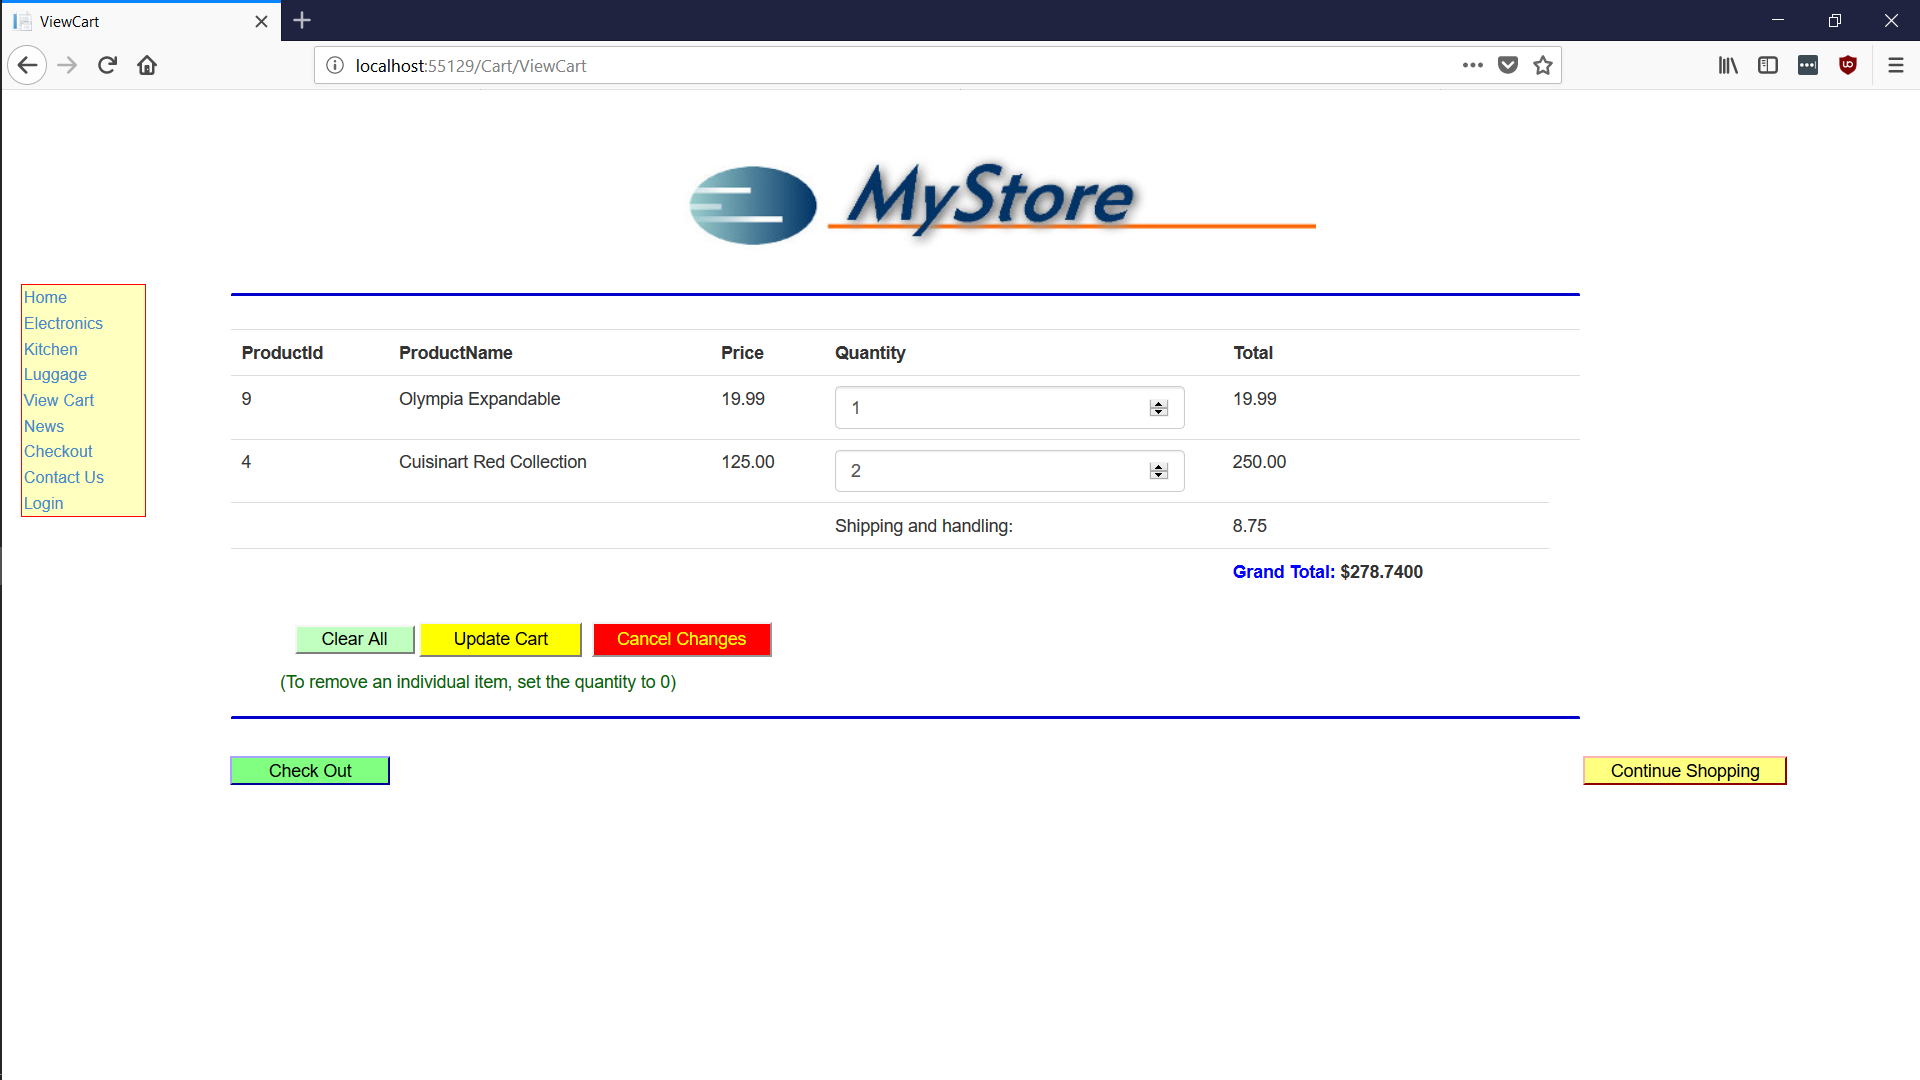 ViewCart
localhost:55129/Cart/ViewCart
MyStore
Home
Electronics
Kitchen
Luggage
View Cart
News
Checkout
Contact Us
Login
ProductId ProductName Price Quantity Total
9 Olympia Expandable 19.99 1 19.99
4 Cuisinart Red Collection 125.00 2 250.00
Shipping and handling: 8.75
Grand Total: $278.7400
Clear All Update Cart Cancel Changes
(To remove an individual item, set the quantity to 0)
Check Out Continue Shopping